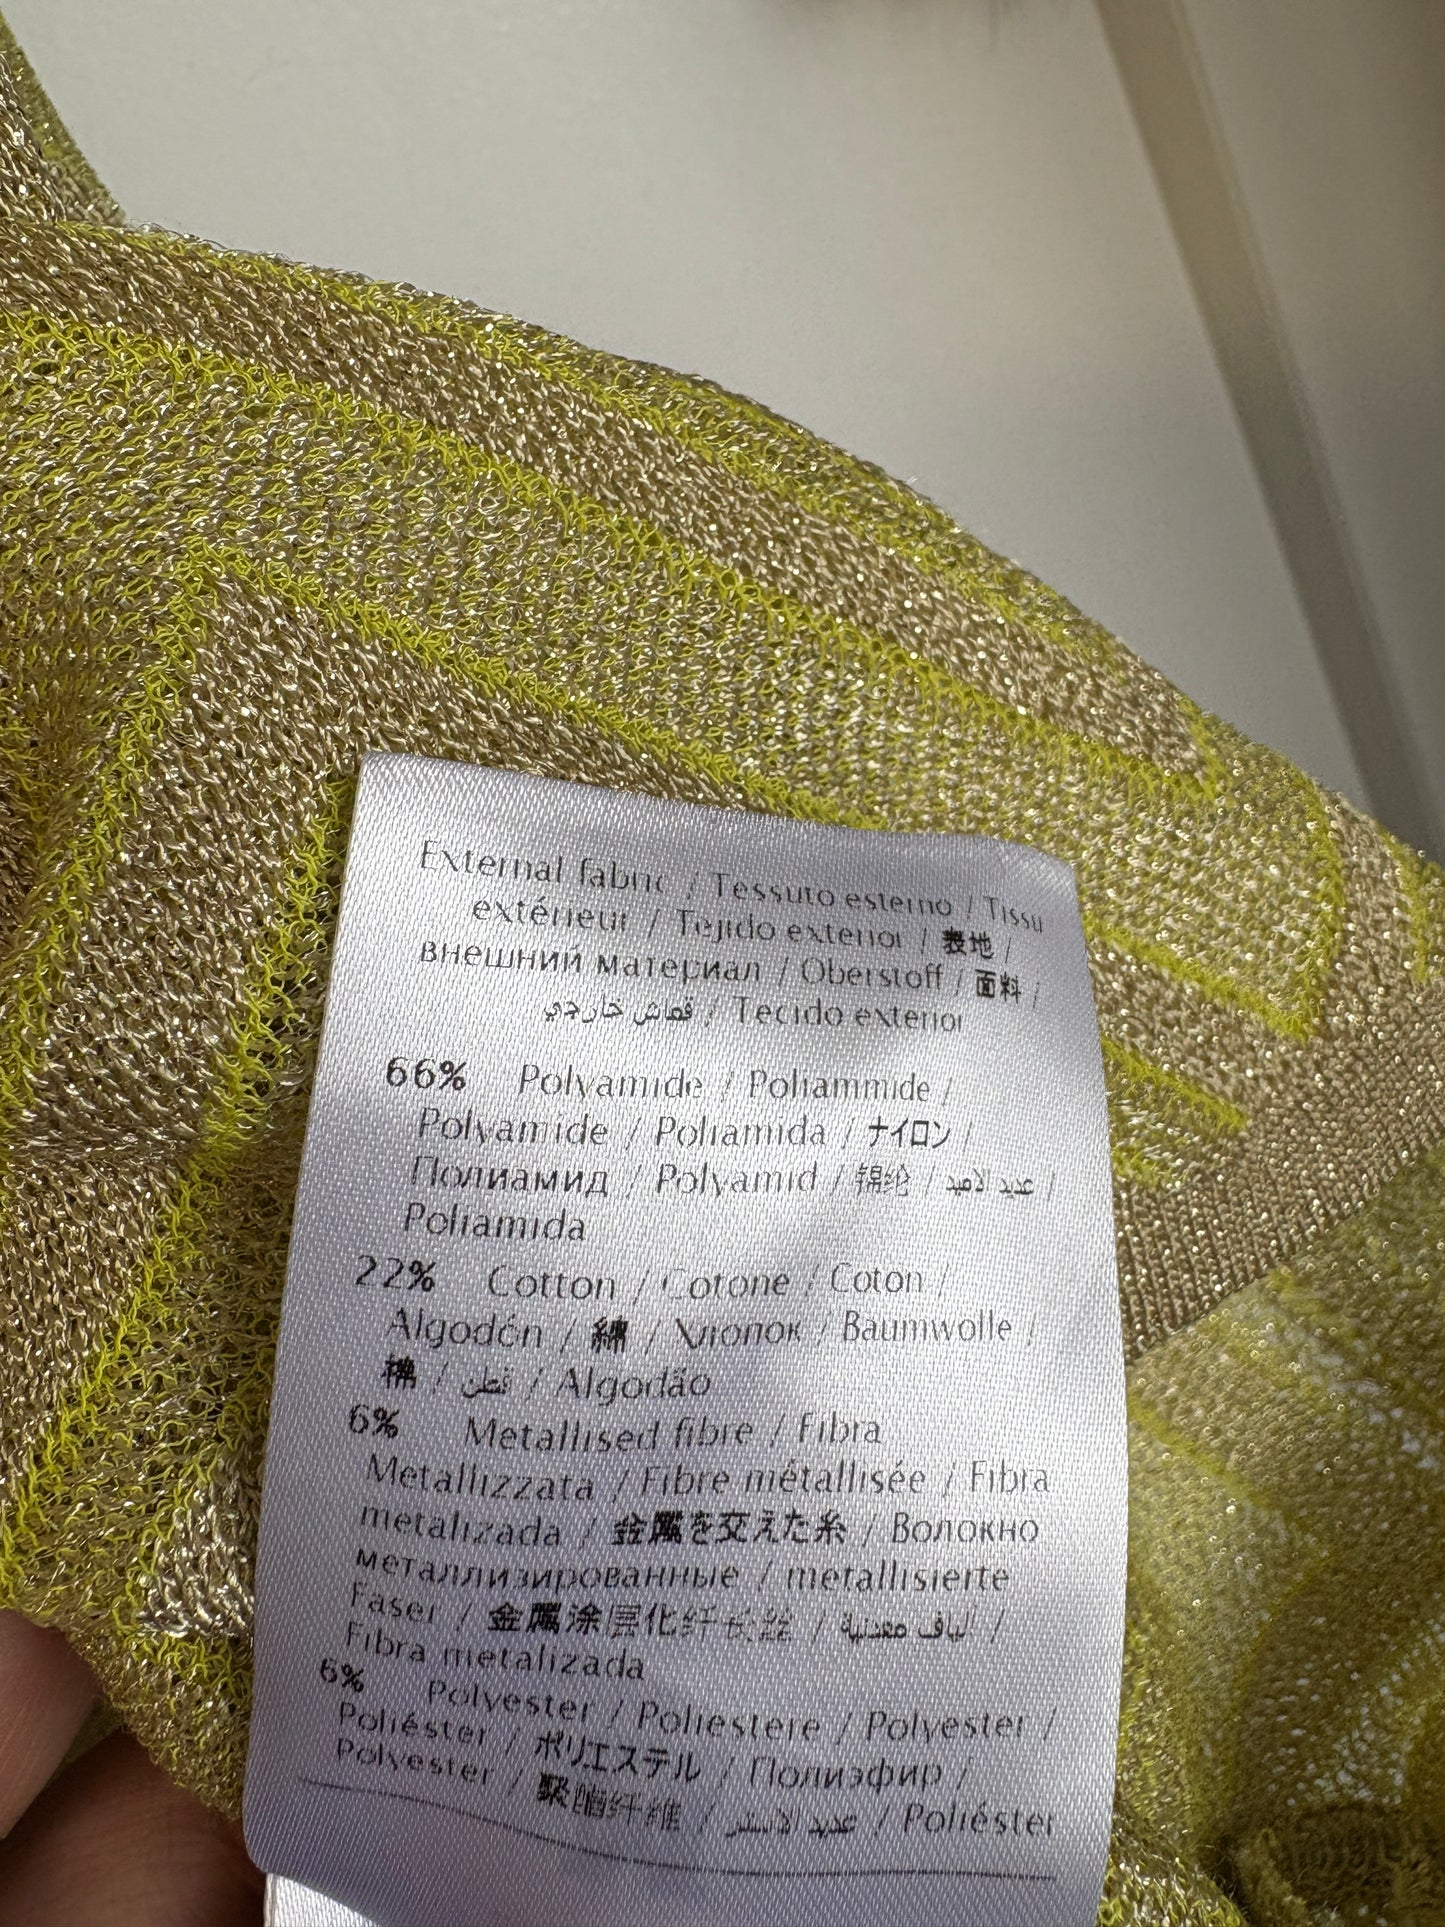 External fabric / Tessuto esterno / Tissu
extérieur / Tejido exterior / 表地 /
внешний материал / Oberstoff / 面料 /
قماش خارجي / Tecido exterior
66% Polyamide / Poliammide /
Polyamide / Poliamida / ナイロン /
Полиамид / Polyamid / 锦纶 / عديد لاميد /
Poliamida
22% Cotton / Cotone / Coton /
Algodón / 綿 / Хлопок / Baumwolle /
棉 / قطن / Algodão
6% Metallised fibre / Fibra
Metallizzata / Fibre métallisée / Fibra
metalizada / 金属を交えた糸 / Волокно
металлизированные / metallisierte
Faser / 金属涂层化纤长丝 / ألياف معدنية /
Fibra metalizada
6% Polyester / Poliestere / Polyester /
Poliéster / ポリエステル / Полиэфир /
Polyester / 聚酯纤维 / عديد لاستر / Poliéster